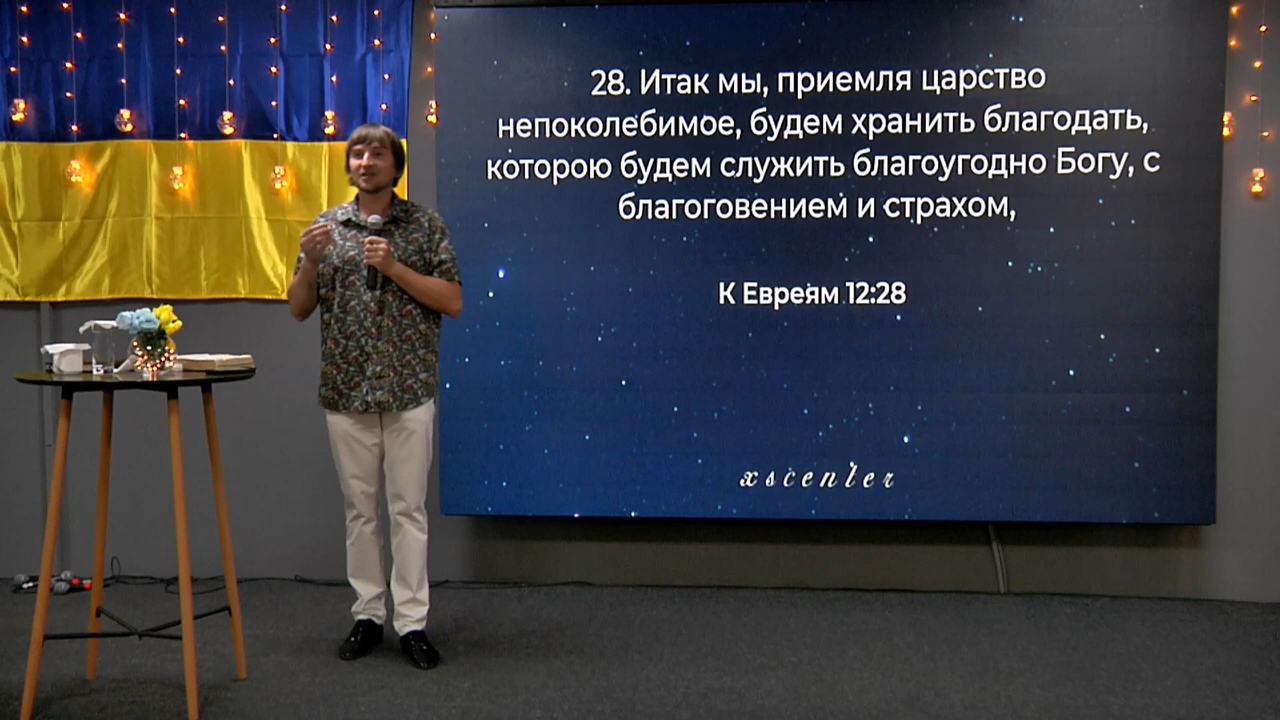 28. Итак мы, приемля царство
непоколебимое, будем хранить благодать,
которою будем служить благоугодно Богу, с
благоговением и страхом,
К Евреям 12:28
xscenter